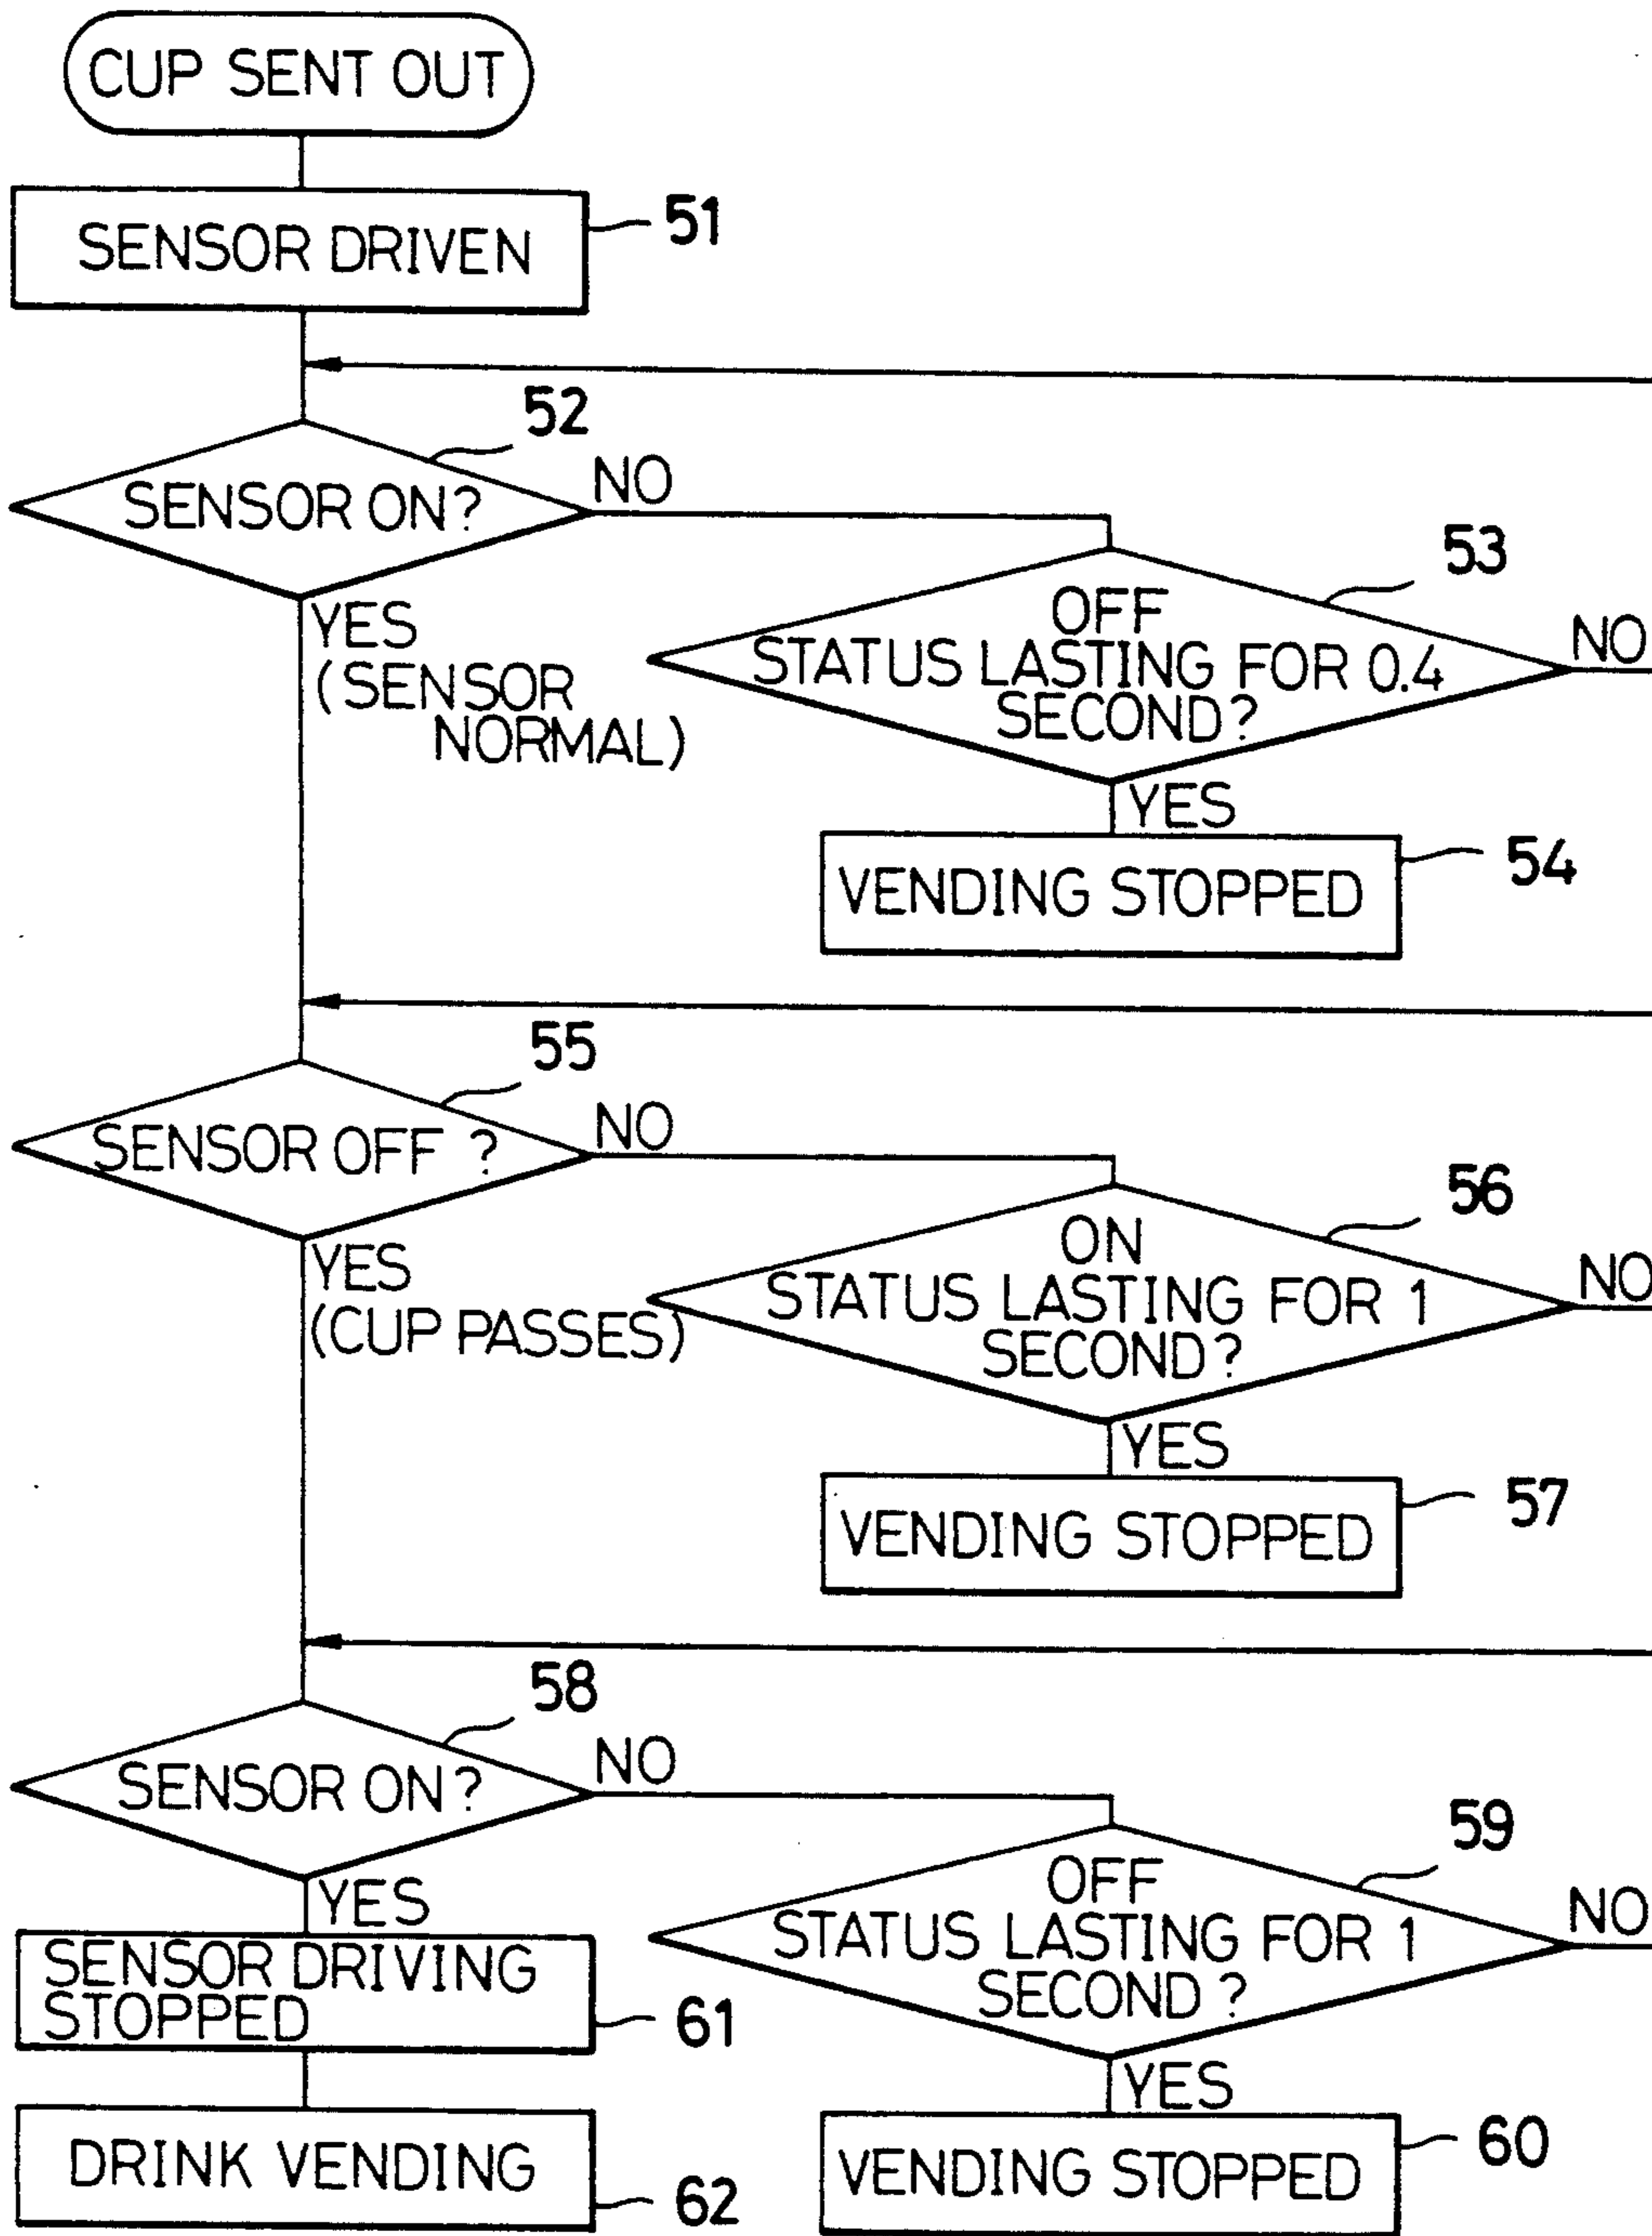 CUP SENT OUT
SENSOR DRIVEN
51
52
SENSOR ON?
NO
53
OFF
STATUS LASTING FOR 0.4
SECOND?
NO
YES
(SENSOR
NORMAL)
YES
VENDING STOPPED
54
55
SENSOR OFF ?
NO
56
ON
STATUS LASTING FOR 1
SECOND?
NO
YES
(CUP PASSES)
YES
VENDING STOPPED
57
58
SENSOR ON?
NO
59
OFF
STATUS LASTING FOR 1
SECOND ?
NO
YES
SENSOR DRIVING
STOPPED
61
YES
DRINK VENDING
62
VENDING STOPPED
60